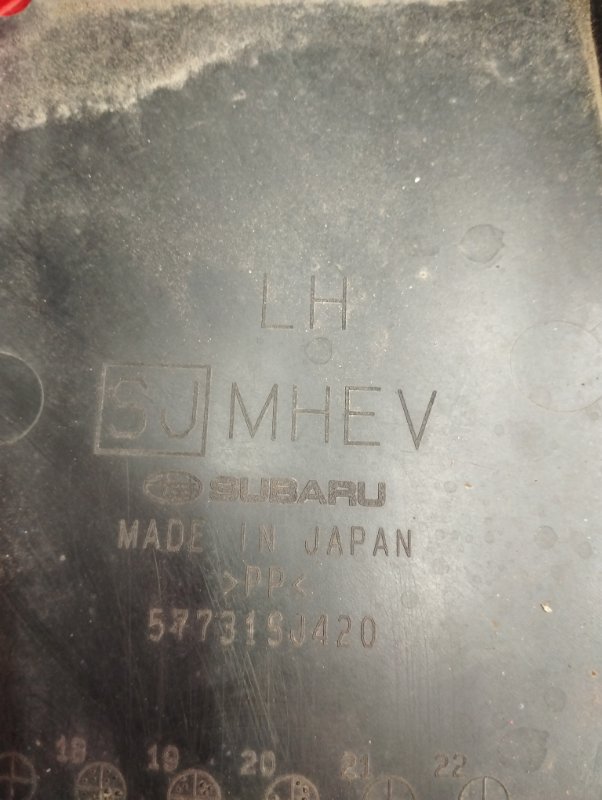 LH
SJ MHEV
SUBARU
MADE IN JAPAN
>PP<
57731SJ420
18 19 20 21 22